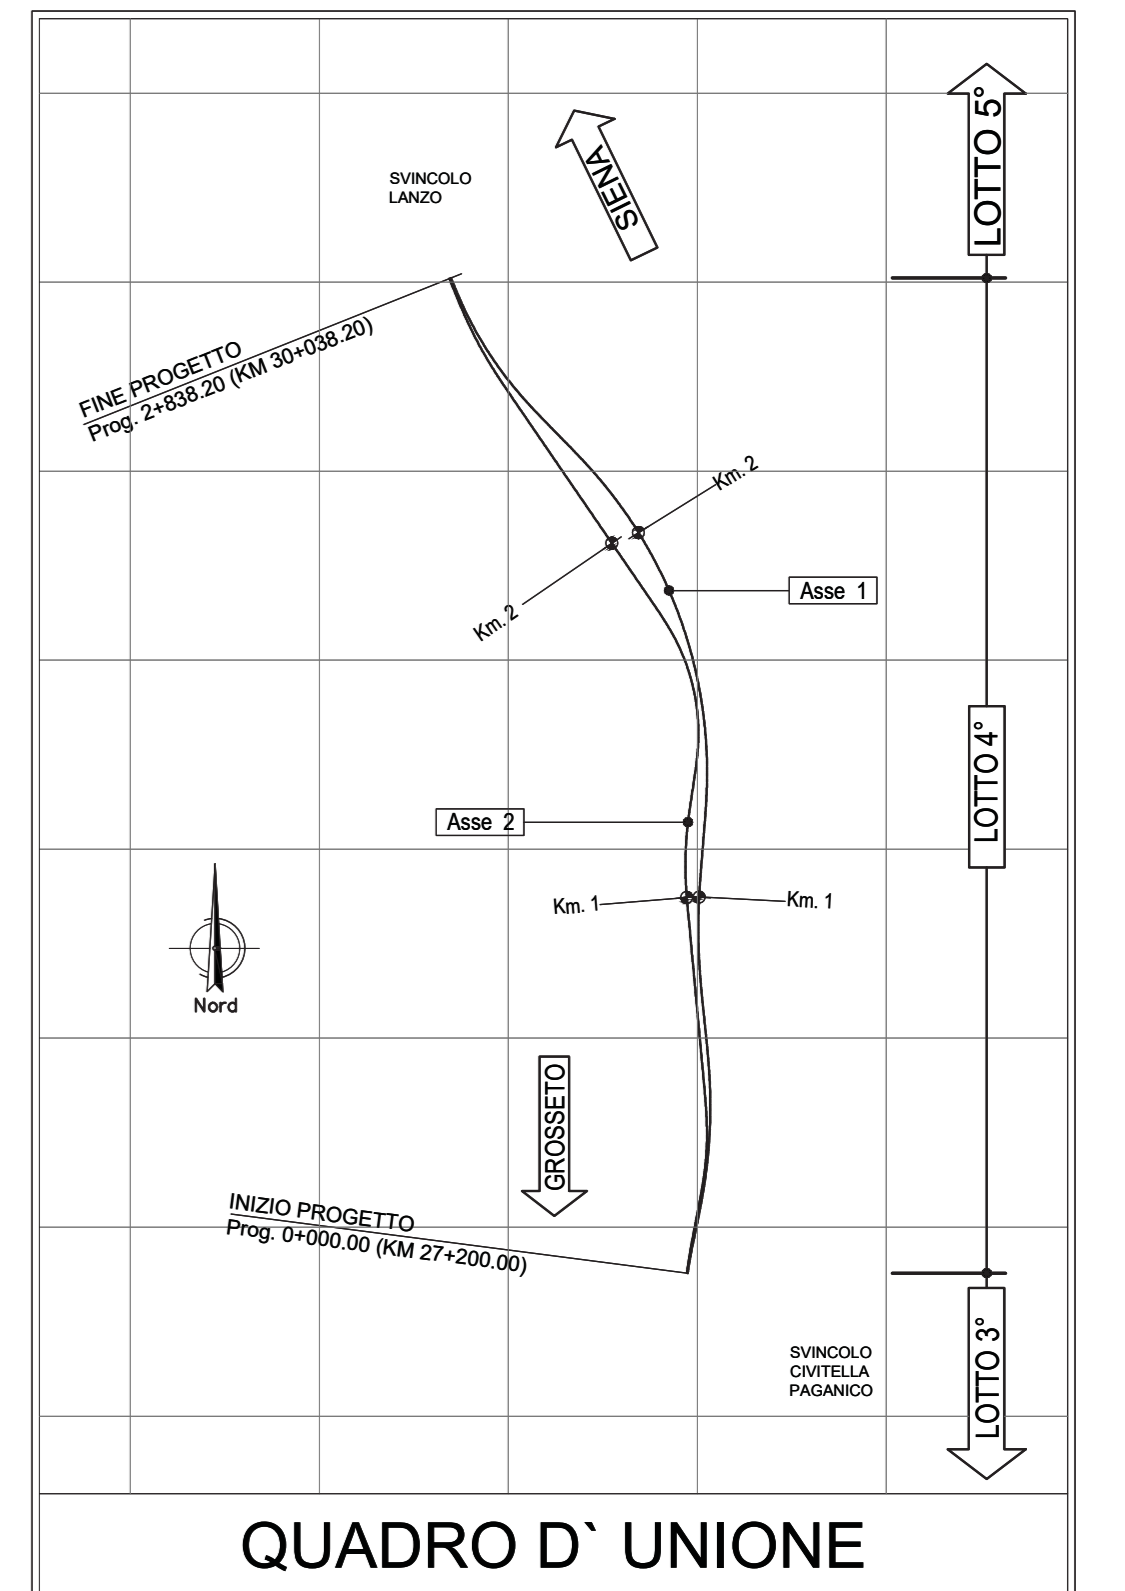 LOTTO 5°
SIENA
SVINCOLO
LANZO
FINE PROGETTO
Prog. 2+838.20 (KM 30+038.20)
Km. 2
Asse 1
Km. 2
LOTTO 4°
Asse 2
Km. 1
Km. 1
Nord
GROSSETO
INIZIO PROGETTO
Prog. 0+000.00 (KM 27+200.00)
SVINCOLO
CIVITELLA
PAGANICO
LOTTO 3°
QUADRO D` UNIONE